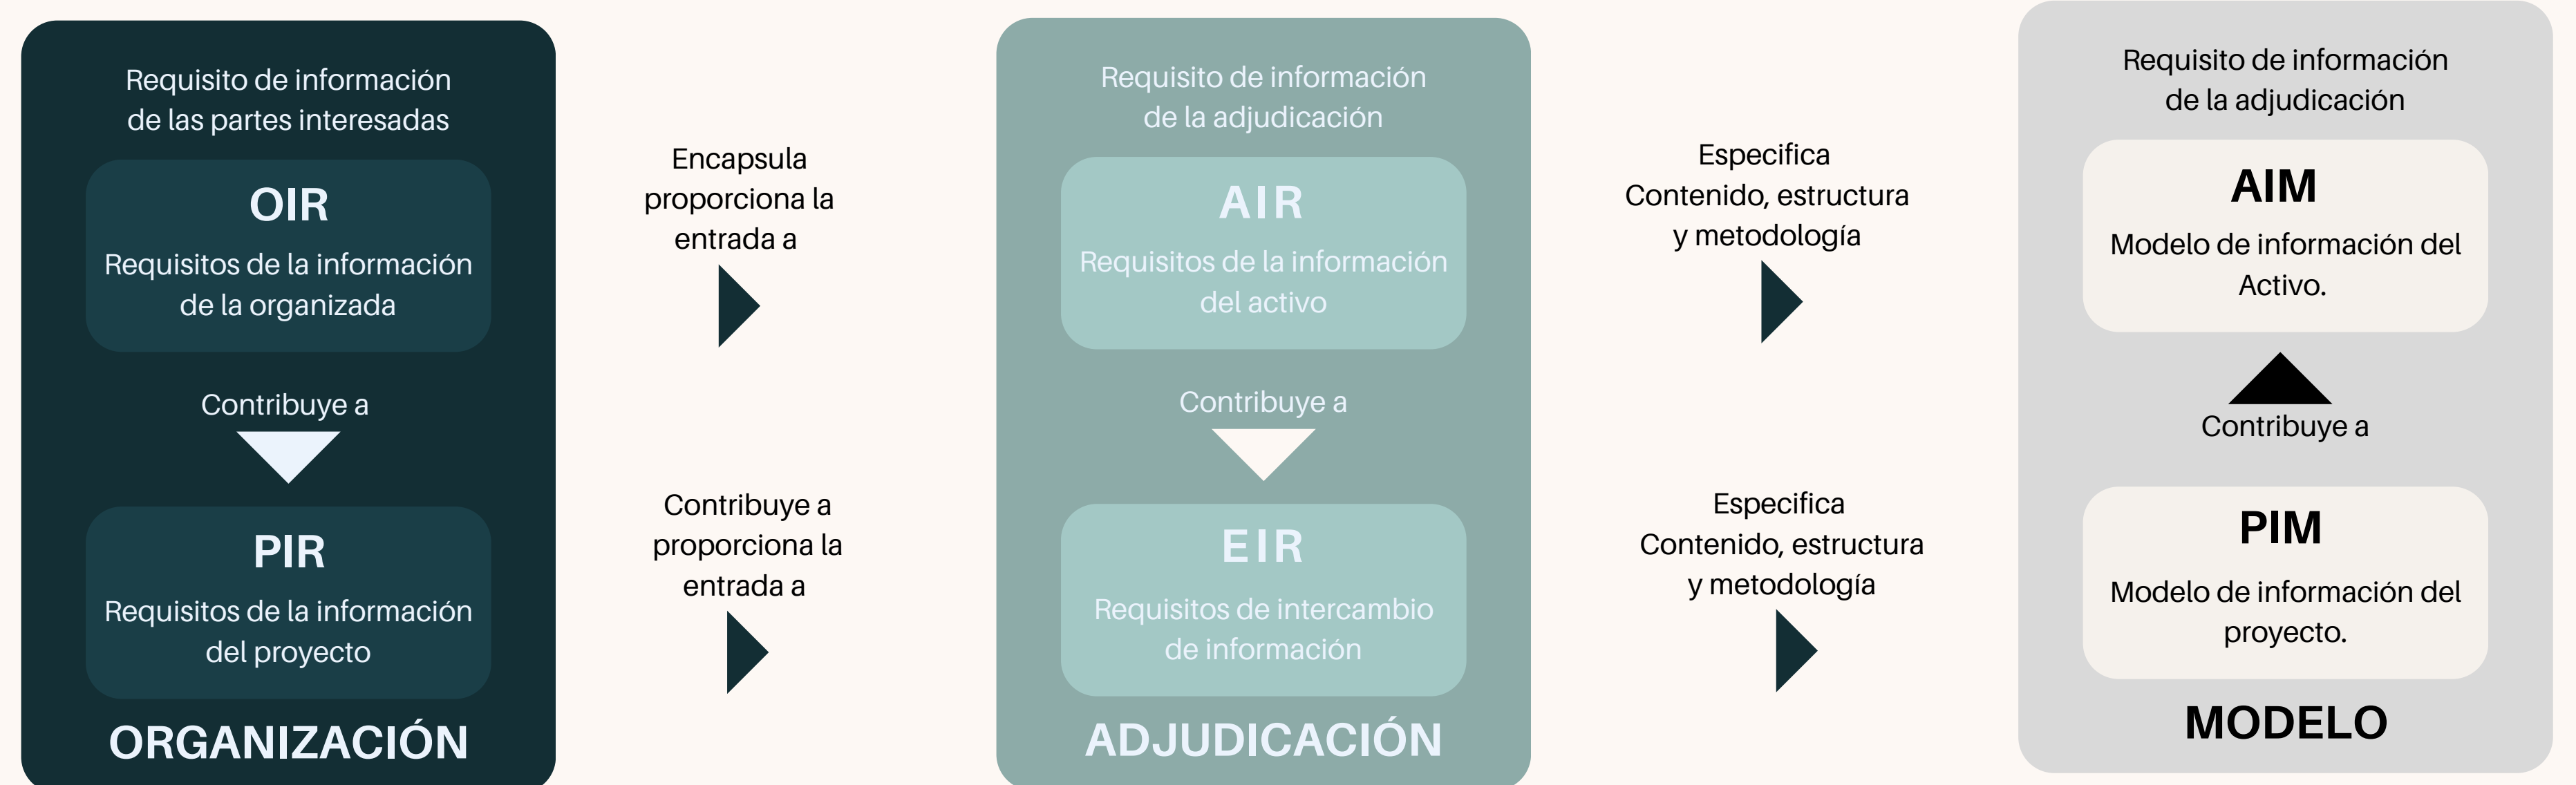 Requisito de información
de las partes interesadas
OIR
Requisitos de la información
de la organizada
Contribuye a
PIR
Requisitos de la información
del proyecto
ORGANIZACIÓN
Encapsula
proporciona la
entrada a
Contribuye a
proporciona la
entrada a
Requisito de información
de la adjudicación
AIR
Requisitos de la información
del activo
Contribuye a
EIR
Requisitos de intercambio
de información
ADJUDICACIÓN
Especifica
Contenido, estructura
y metodología
Especifica
Contenido, estructura
y metodología
Requisito de información
de la adjudicación
AIM
Modelo de información del
Activo.
Contribuye a
PIM
Modelo de información del
proyecto.
MODELO